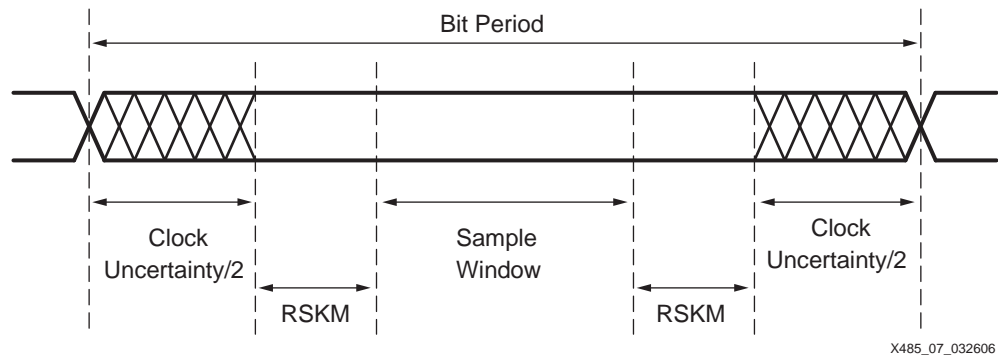 Bit Period
Clock
Uncertainty/2
Sample
Window
Clock
Uncertainty/2
RSKM
RSKM
X485_07_032606